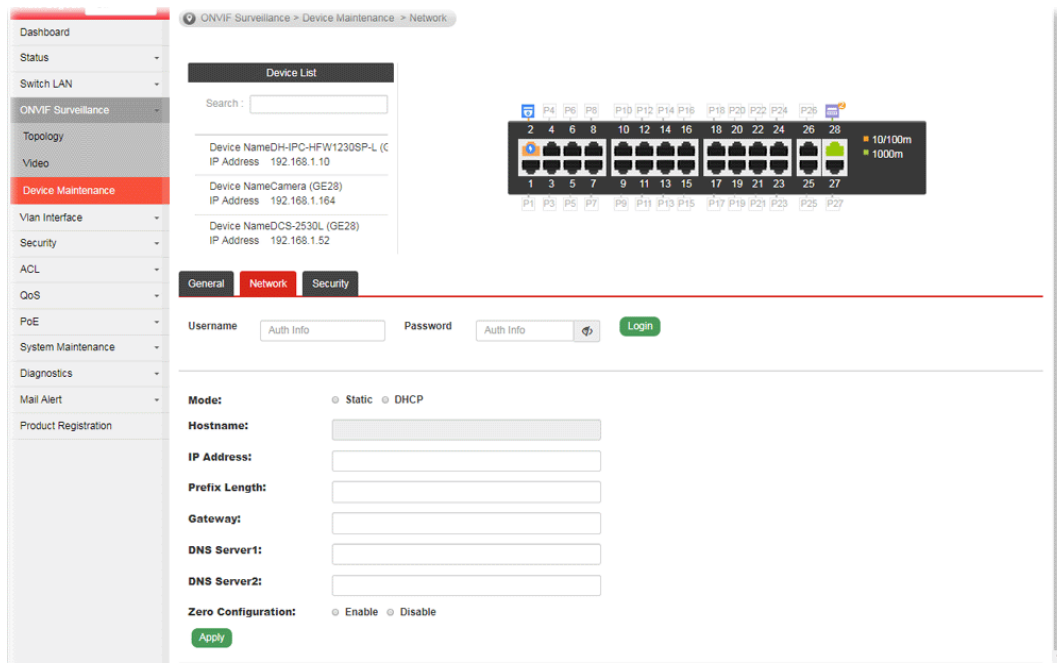 ONVIF Surveillance > Device Maintenance > Network
Dashboard
Status
Switch LAN
ONVIF Surveillance
Topology
Video
Device Maintenance
Vlan Interface
Security
ACL
QoS
PoE
System Maintenance
Diagnostics
Mail Alert
Product Registration
Device List
Search :
Device NameDH-IPC-HFW1230SP-L (C
IP Address 192.168.1.10
Device NameCamera (GE28)
IP Address 192.168.1.164
Device NameDCS-2530L (GE28)
IP Address 192.168.1.52
P4 P6 P8 P10 P12 P14 P16 P18 P20 P22 P24 P26
2 4 6 8 10 12 14 16 18 20 22 24 26 28
10/100m
1000m
1 3 5 7 9 11 13 15 17 19 21 23 25 27
P1 P3 P5 P7 P9 P11 P13 P15 P17 P19 P21 P23 P25 P27
General Network Security
Username Auth Info Password Auth Info Login
Mode: Static DHCP
Hostname:
IP Address:
Prefix Length:
Gateway:
DNS Server1:
DNS Server2:
Zero Configuration: Enable Disable
Apply